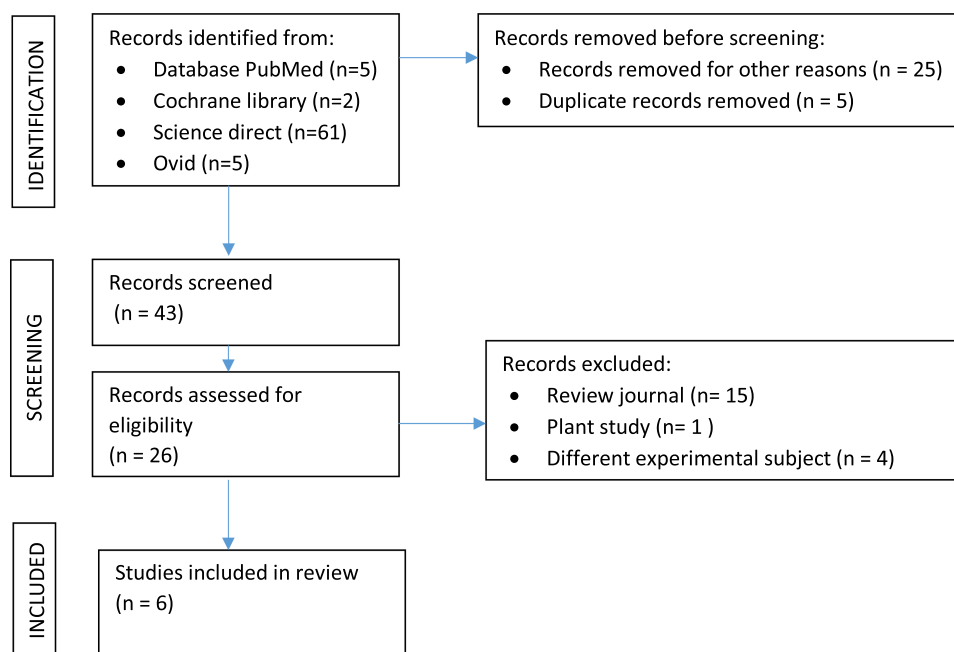 IDENTIFICATION
Records identified from:
• Database PubMed (n=5)
• Cochrane library (n=2)
• Science direct (n=61)
• Ovid (n=5)
Records removed before screening:
• Records removed for other reasons (n = 25)
• Duplicate records removed (n = 5)
SCREENING
Records screened
(n = 43)
Records assessed for
eligibility
(n = 26)
Records excluded:
• Review journal (n= 15)
• Plant study (n= 1 )
• Different experimental subject (n = 4)
INCLUDED
Studies included in review
(n = 6)